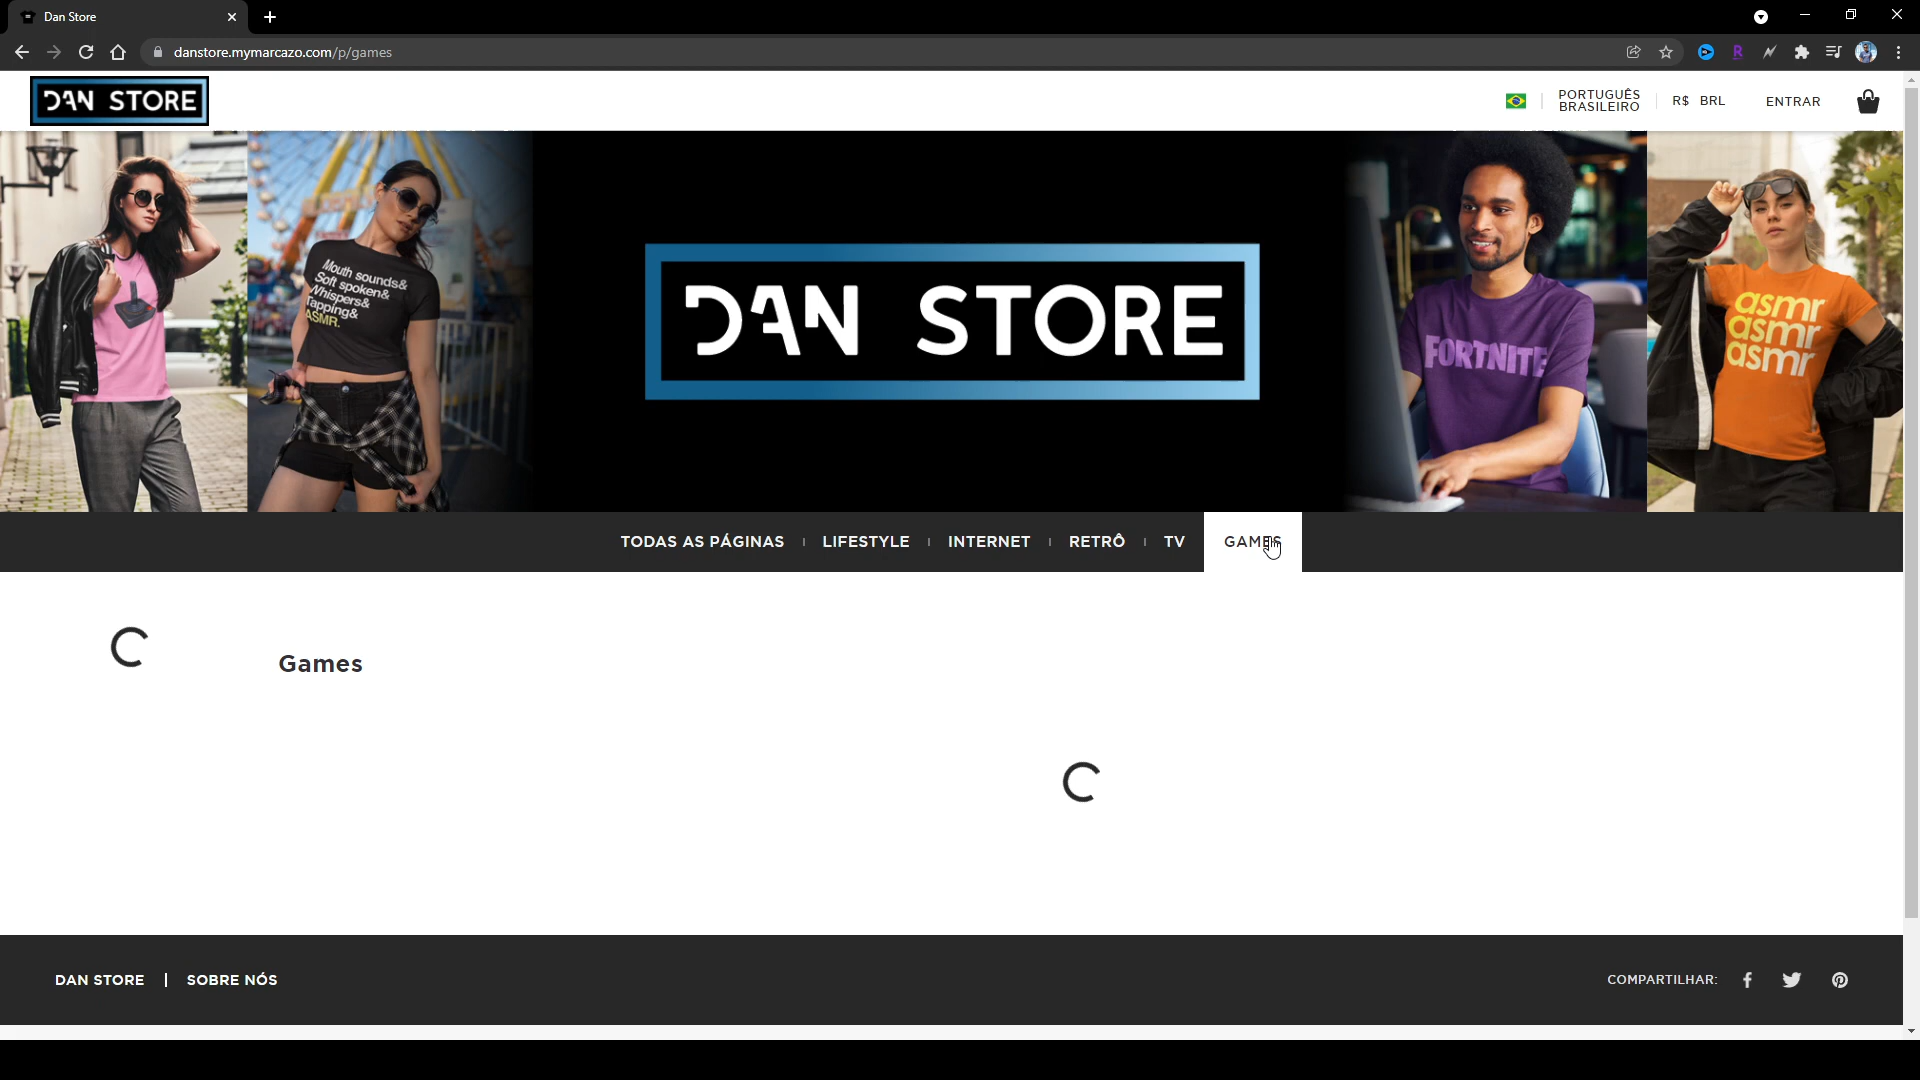 Dan Store
danstore.mymarcazo.com/p/games
DAN STORE
PORTUGUÊS
BRASILEIRO
R$ BRL
ENTRAR
Mouth sounds&
Soft spoken&
Whispers&
Tapping&
ASMR.
DAN STORE
FORTNITE
asmr
asmr
asmr
TODAS AS PÁGINAS
LIFESTYLE
INTERNET
RETRÔ
TV
GAMES
Games
DAN STORE | SOBRE NÓS
COMPARTILHAR: